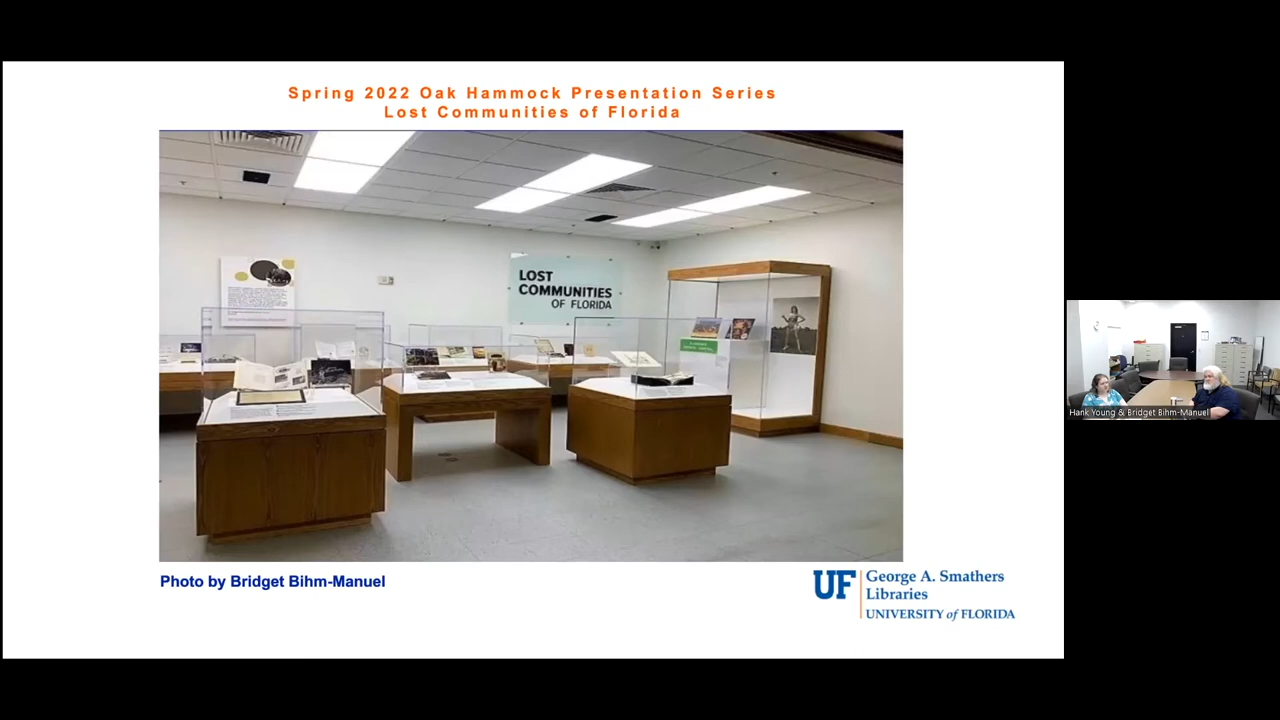 Spring 2022 Oak Hammock Presentation Series
Lost Communities of Florida
LOST
COMMUNITIES
OF FLORIDA
Photo by Bridget Bihm-Manuel
UF
George A. Smathers
Libraries
UNIVERSITY of FLORIDA
Hank Young & Bridget Bihm-Manuel